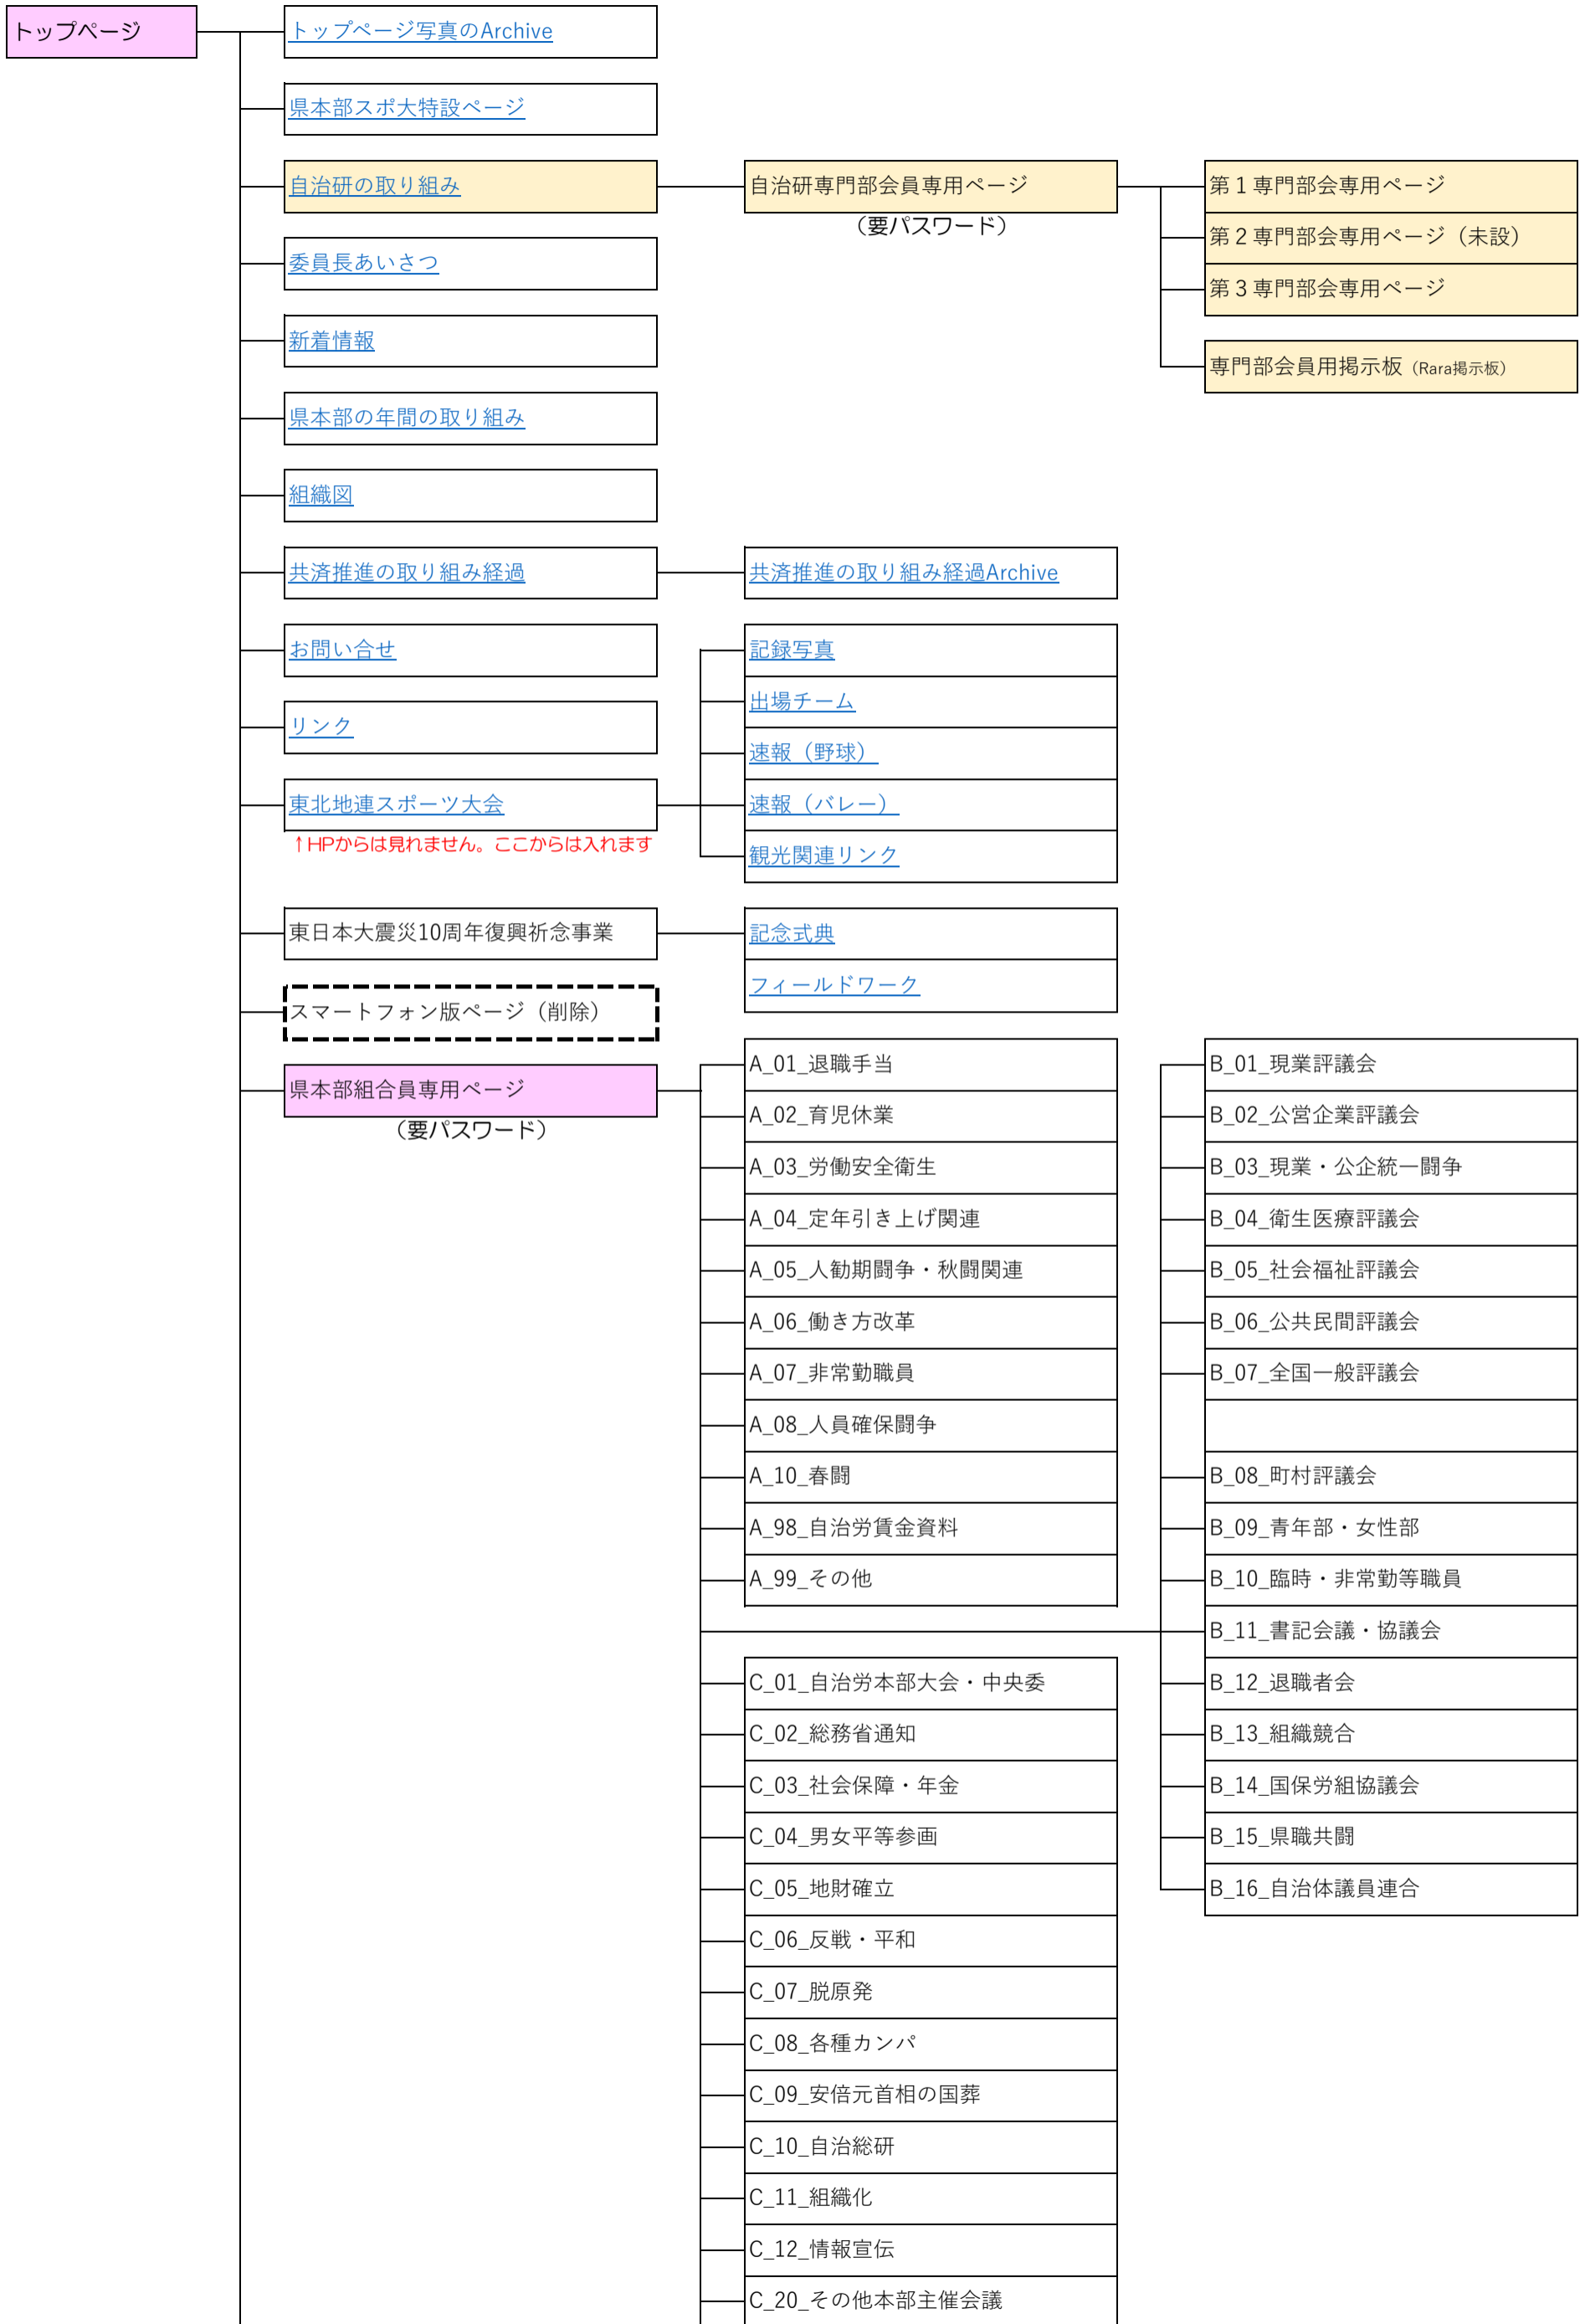 トップページ
トップページ写真のArchive
県本部スポ大特設ページ
自治研の取り組み
自治研専門部会員専用ページ
（要パスワード）
第１専門部会専用ページ
第２専門部会専用ページ（未設）
第３専門部会専用ページ
専門部会員用掲示板（Rara掲示板）
委員長あいさつ
新着情報
県本部の年間の取り組み
組織図
共済推進の取り組み経過
共済推進の取り組み経過Archive
お問い合せ
リンク
東北地連スポーツ大会
↑HPからは見れません。ここからは入れます
記録写真
出場チーム
速報（野球）
速報（バレー）
観光関連リンク
東日本大震災10周年復興祈念事業
記念式典
フィールドワーク
スマートフォン版ページ（削除）
県本部組合員専用ページ
（要パスワード）
A_01_退職手当
A_02_育児休業
A_03_労働安全衛生
A_04_定年引き上げ関連
A_05_人勧期闘争・秋闘関連
A_06_働き方改革
A_07_非常勤職員
A_08_人員確保闘争
A_10_春闘
A_98_自治労賃金資料
A_99_その他
B_01_現業評議会
B_02_公営企業評議会
B_03_現業・公企統一闘争
B_04_衛生医療評議会
B_05_社会福祉評議会
B_06_公共民間評議会
B_07_全国一般評議会
B_08_町村評議会
B_09_青年部・女性部
B_10_臨時・非常勤等職員
B_11_書記会議・協議会
B_12_退職者会
B_13_組織競合
B_14_国保労組協議会
B_15_県職共闘
B_16_自治体議員連合
C_01_自治労本部大会・中央委
C_02_総務省通知
C_03_社会保障・年金
C_04_男女平等参画
C_05_地財確立
C_06_反戦・平和
C_07_脱原発
C_08_各種カンパ
C_09_安倍元首相の国葬
C_10_自治総研
C_11_組織化
C_12_情報宣伝
C_20_その他本部主催会議